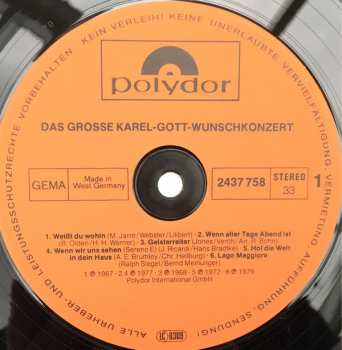 KEIN VERLEIH! KEINE UNERLAUBTE VERVIELFÄLTIGUNG, VERMIETUNG, AUFFÜHRUNG, SENDUNG!
ALLE URHEBER- UND LEISTUNGSSCHUTZRECHTE VORBEHALTEN
polydor
DAS GROSSE KAREL-GOTT-WUNSCHKONZERT
GEMA
Made in
West Germany
2437 758
STEREO
33
1
1. Weißt du wohin (M. Jarre/Webster/Lilibert) 2. Wenn aller Tage Abend ist
(B. Olden/H. H. Werner) 3. Geisterreiter (Jones/Verch. Arr. R. Bohn)
4. Wenn wir uns sehen (Serono E) (J. Ricardi/Hans Bradtke) 5. Hol die Welt
in dein Haus (A. E. Brumley/Chr. Heilburg) 6. Lago Maggiore
(Ralph Siegel/Bernd Meinunger)
1 ℗ 1967 • 2,4 ℗ 1977 • 3 ℗ 1968 • 5 ℗ 1972 • 6 ℗ 1979
Polydor International GmbH
LC 0309